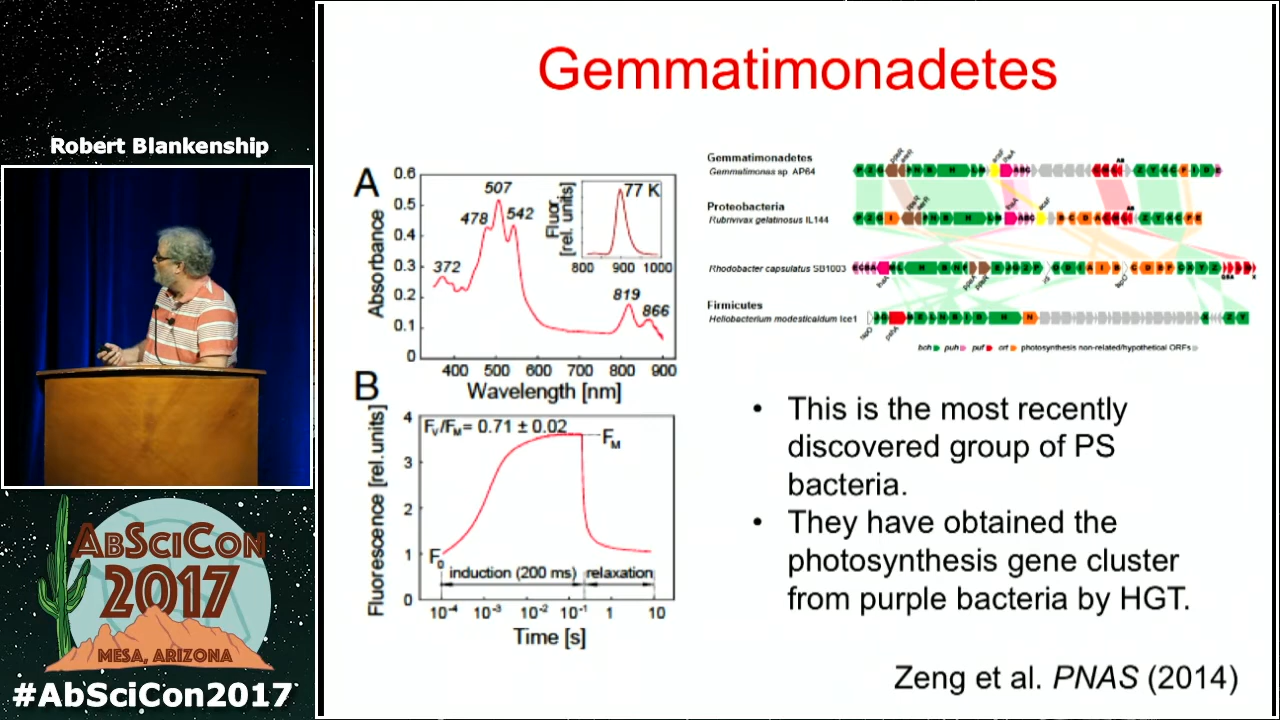 Robert Blankenship
ABSCICON
2017
MESA, ARIZONA
#AbSciCon2017
Gemmatimonadetes
A
Absorbance
0.6
0.5
0.4
0.3
0.2
0.1
0
372
478
507
542
819
866
400 500 600 700 800 900
Wavelength [nm]
Fluor.
[rel. units]
77 K
800 900 1000
B
Fluorescence [rel.units]
4
3
2
1
0
Fv/FM= 0.71 ± 0.02
FM
F0
induction (200 ms) relaxation
10-4 10-3 10-2 10-1 1 10
Time [s]
Gemmatimonadetes
Gemmatimonas sp. AP64
Proteobacteria
Rubrivivax gelatinosus IL144
Rhodobacter capsulatus SB1003
Firmicutes
Heliobacterium modesticaldum Ice1
bch puh puf crt photosynthesis non-related/hypothetical ORFs
• This is the most recently
discovered group of PS
bacteria.
• They have obtained the
photosynthesis gene cluster
from purple bacteria by HGT.
Zeng et al. PNAS (2014)